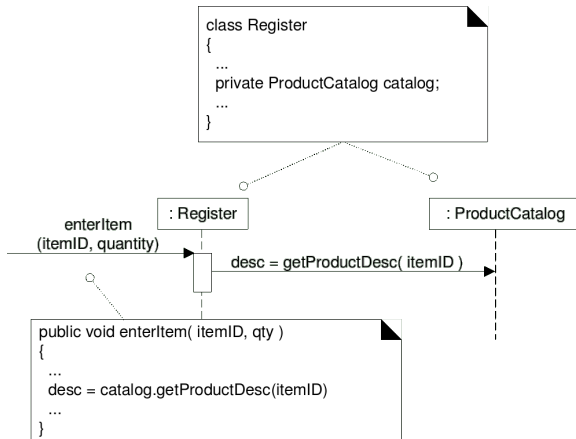 class Register
{
...
private ProductCatalog catalog;
...
}
: Register
: ProductCatalog
enterItem
(itemID, quantity)
desc = getProductDesc( itemID )
public void enterItem( itemID, qty )
{
...
desc = catalog.getProductDesc(itemID)
...
}